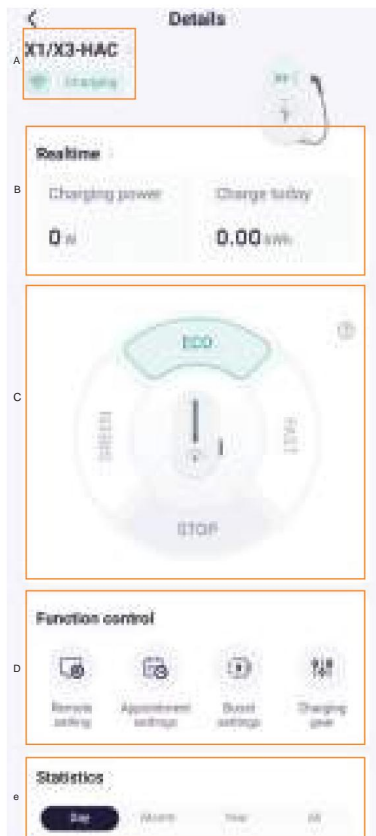 Details
A
X1/X3-HAC
Charging
Realtime
B
Charging power
Charge today
0 W
0.00 kWh
C
ECO
GREEN
FAST
STOP
Function control
D
Remote setting
Appointment settings
Boost settings
Charging gear
Statistics
e
Day
Month
Year
All